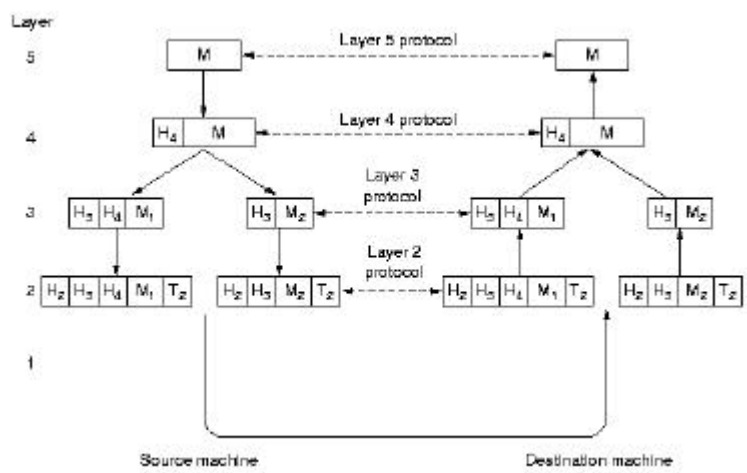 Layer
5 M Layer 5 protocol M
4 H₄ M Layer 4 protocol H₄ M
Layer 3
protocol
3 H₃ H₄ M₁ H₃ M₂ H₃ H₄ M₁ H₃ M₂
Layer 2
protocol
2 H₂ H₃ H₄ M₁ T₂ H₂ H₃ M₂ T₂ H₂ H₃ H₄ M₁ T₂ H₂ H₃ M₂ T₂
1
Source machine Destination machine